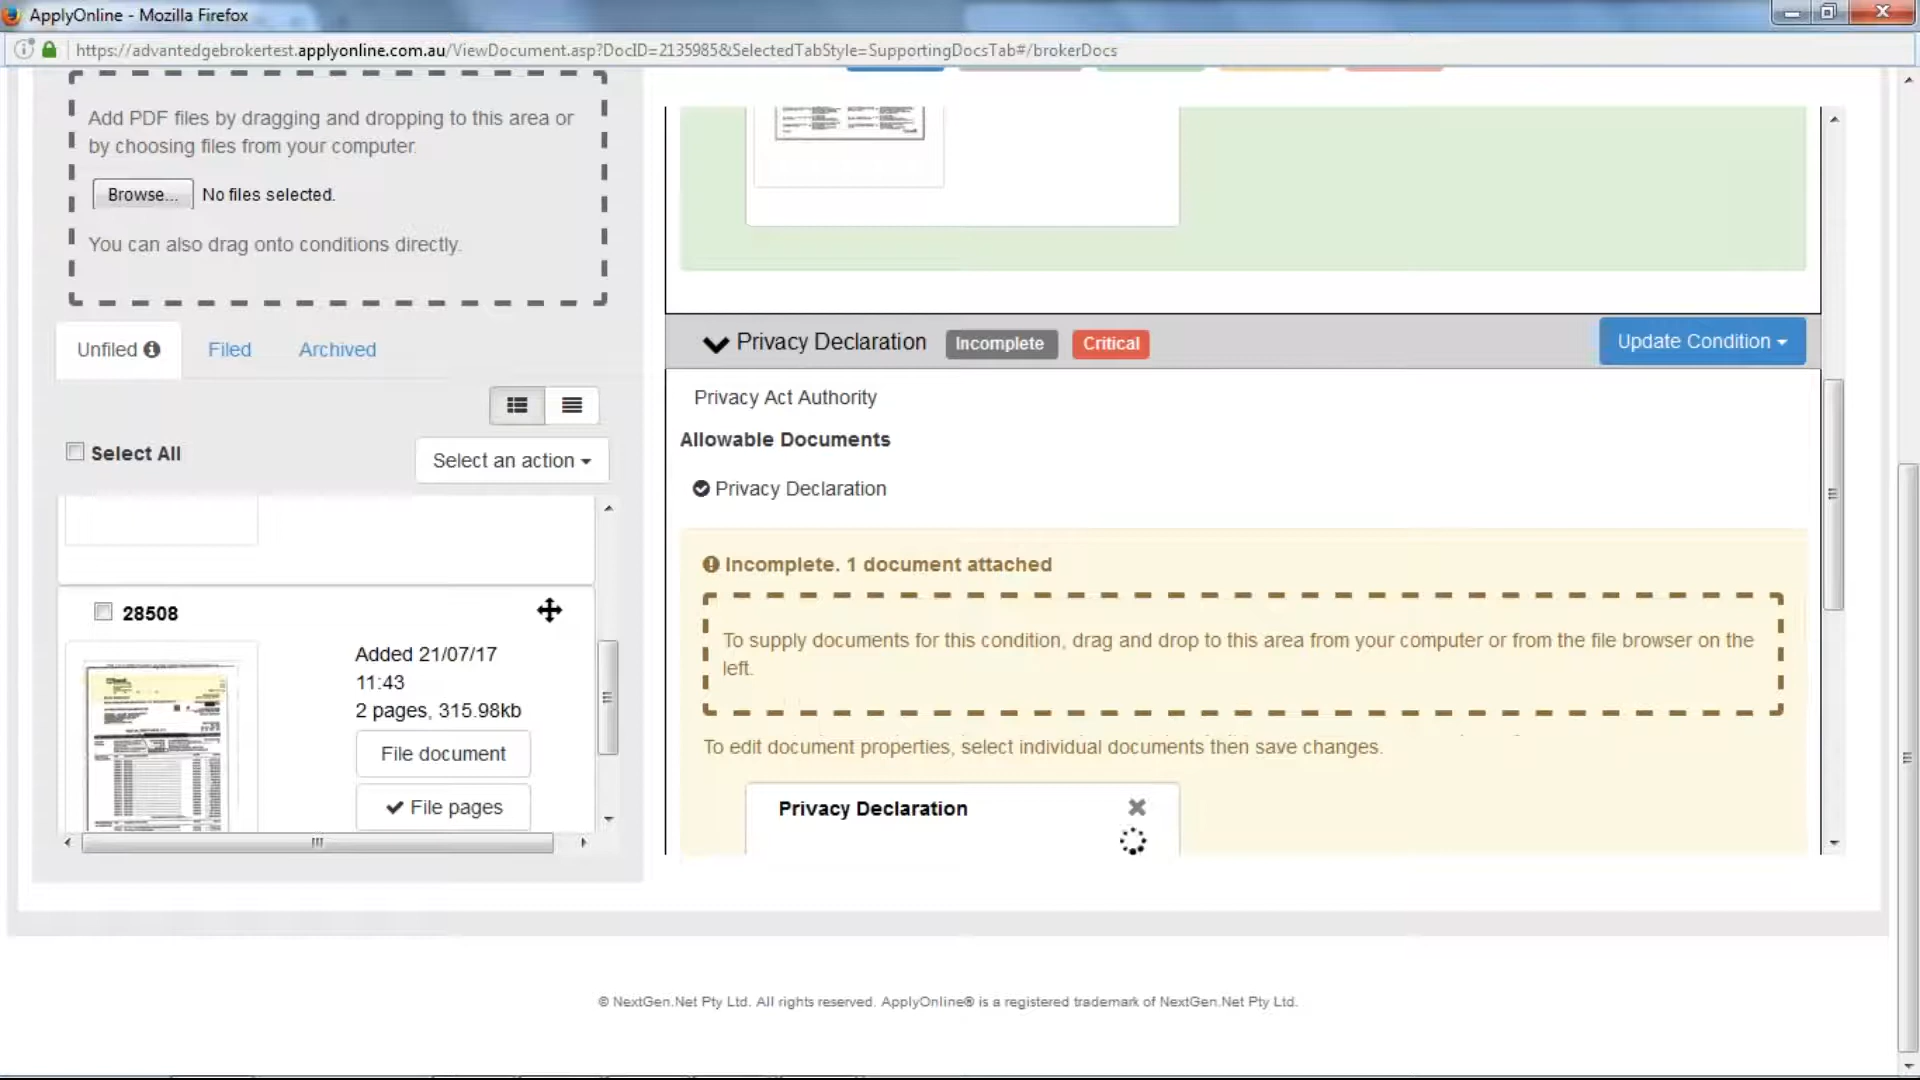 ApplyOnline - Mozilla Firefox
https://advantedgebrokertest.applyonline.com.au/ViewDocument.asp?DocID=2135985&SelectedTabStyle=SupportingDocsTab#/brokerDocs
Add PDF files by dragging and dropping to this area or
by choosing files from your computer.
Browse... No files selected.
You can also drag onto conditions directly.
Unfiled
Filed
Archived
Select All
Select an action
28508
Added 21/07/17
11:43
2 pages, 315.98kb
File document
File pages
Privacy Declaration Incomplete Critical
Update Condition
Privacy Act Authority
Allowable Documents
Privacy Declaration
Incomplete. 1 document attached
To supply documents for this condition, drag and drop to this area from your computer or from the file browser on the
left.
To edit document properties, select individual documents then save changes.
Privacy Declaration
© NextGen.Net Pty Ltd. All rights reserved. ApplyOnline® is a registered trademark of NextGen.Net Pty Ltd.